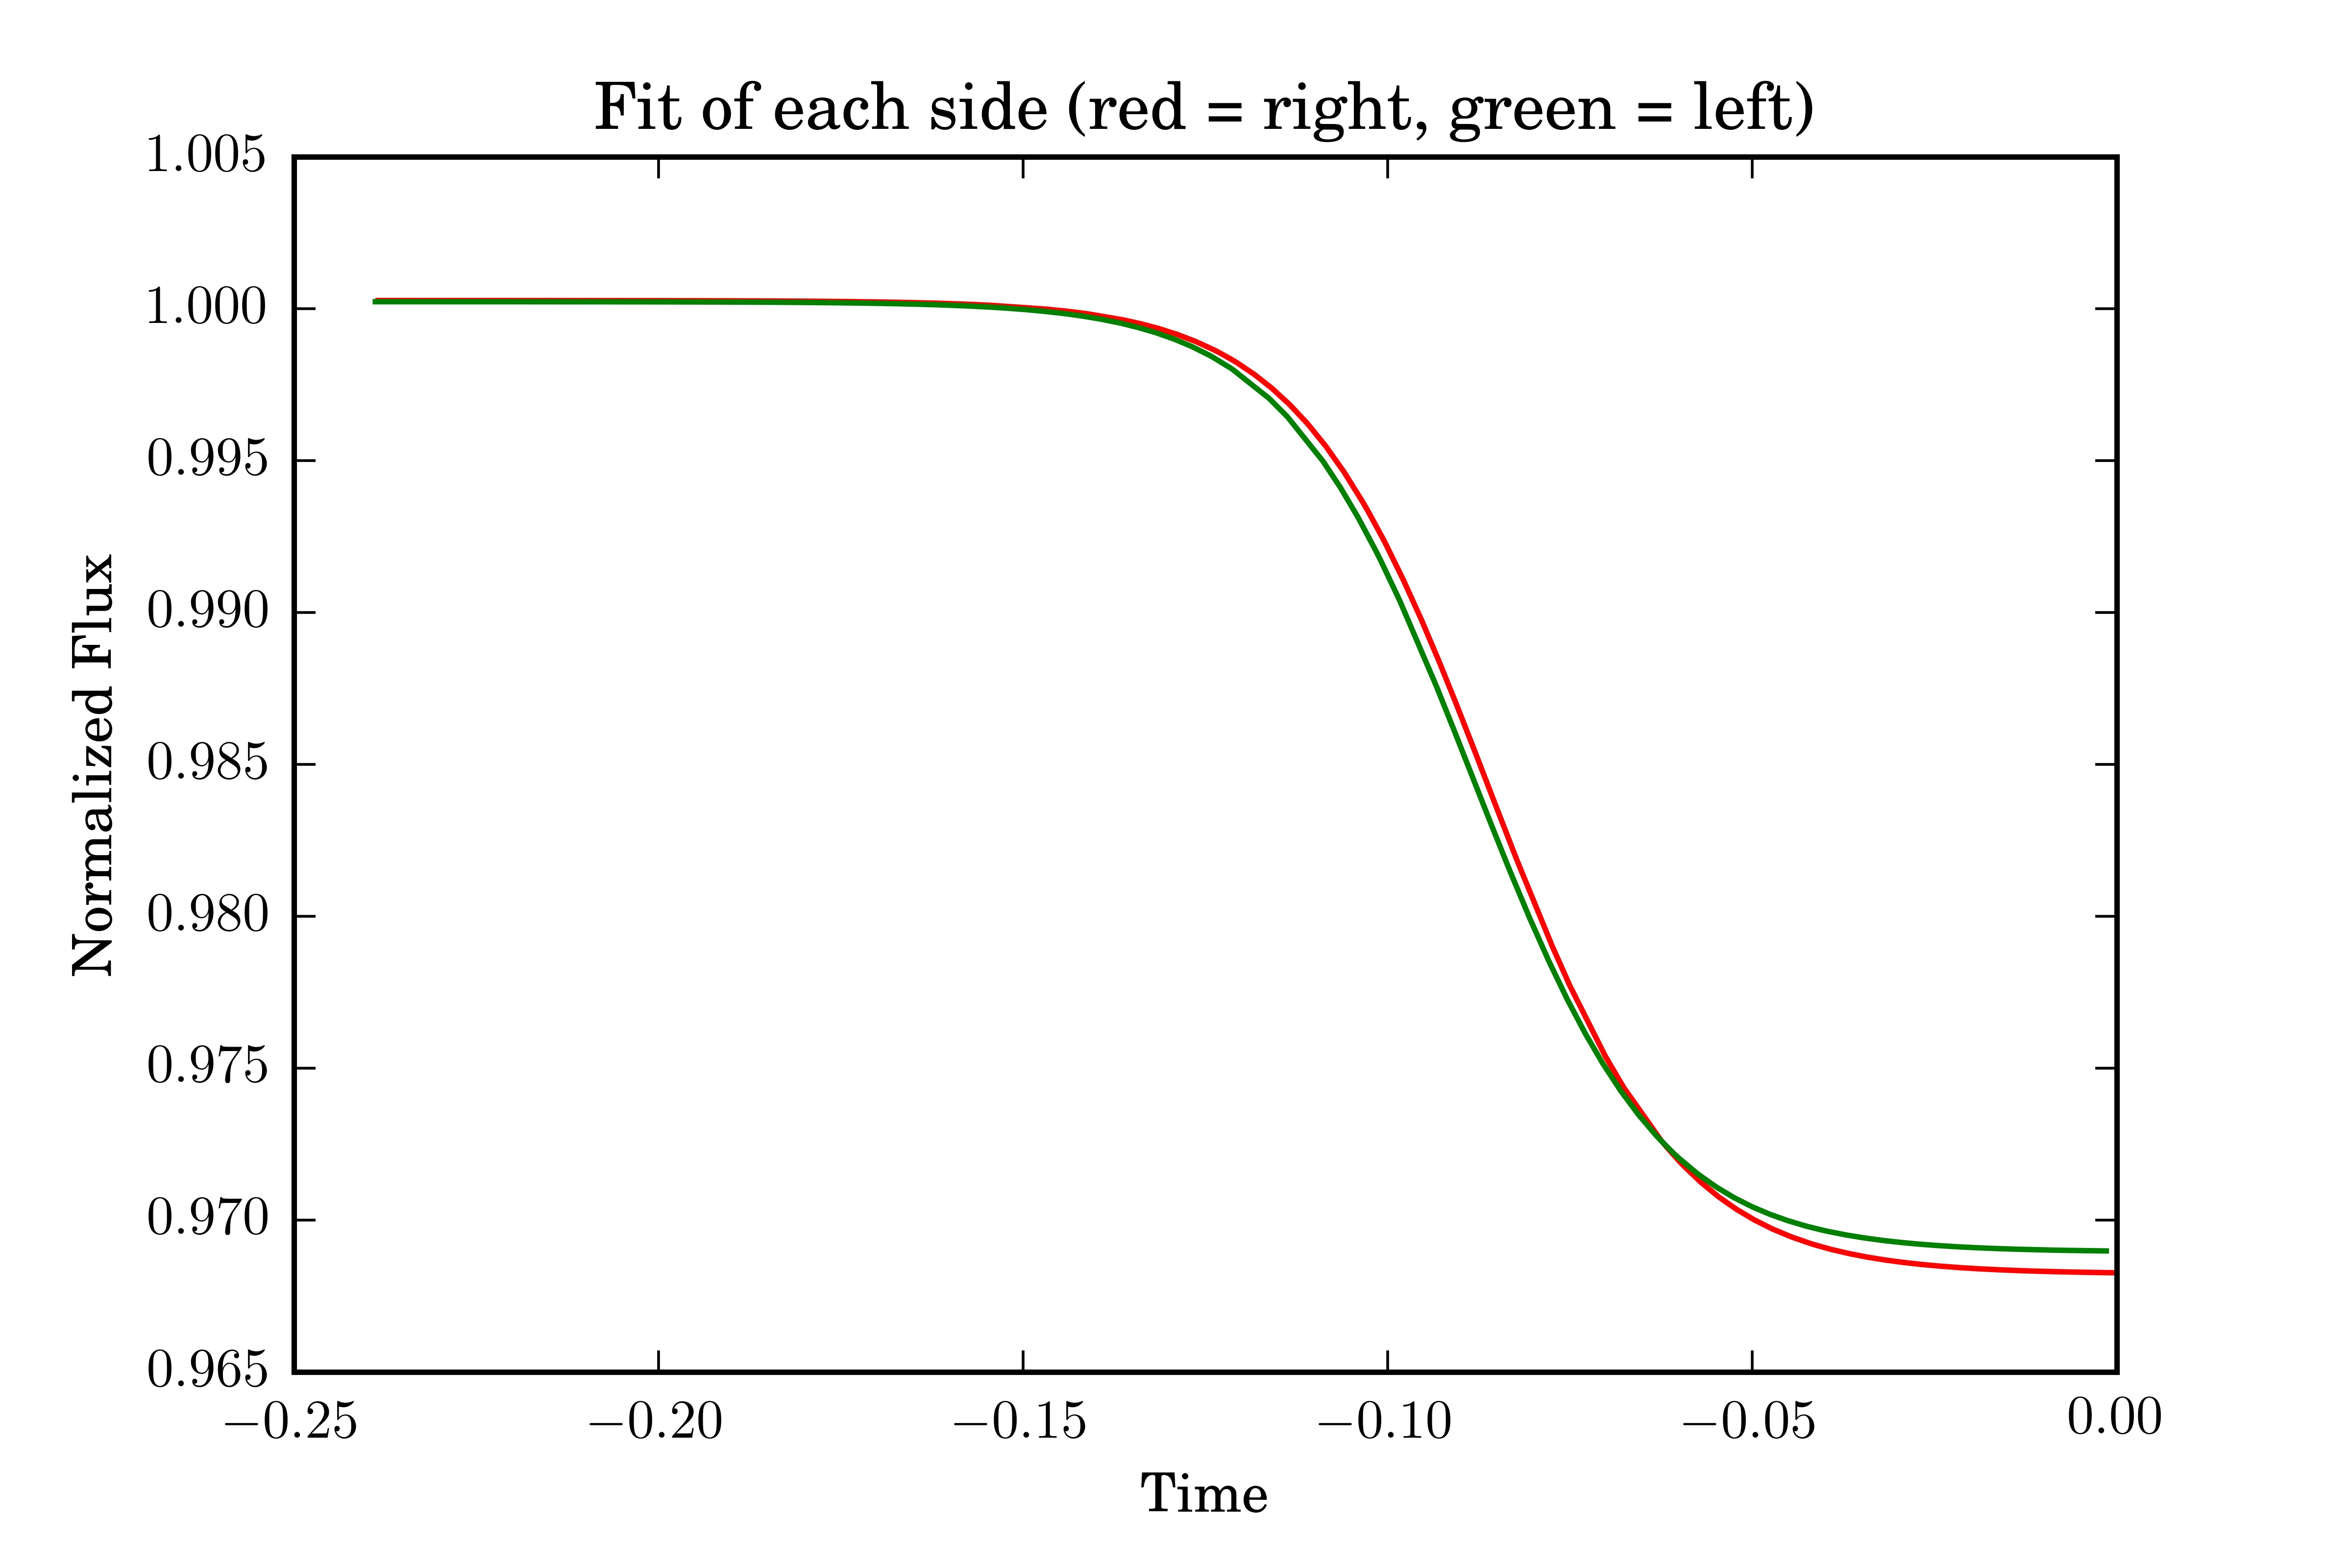 Fit of each side (red = right, green = left)
1.005
1.000
0.995
0.990
0.985
0.980
0.975
0.970
0.965
Normalized Flux
−0.25 −0.20 −0.15 −0.10 −0.05 0.00
Time